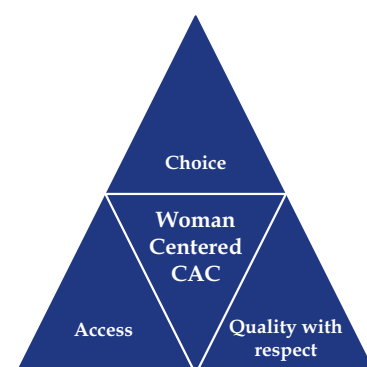 Choice
Woman
Centered
CAC
Access
Quality with
respect